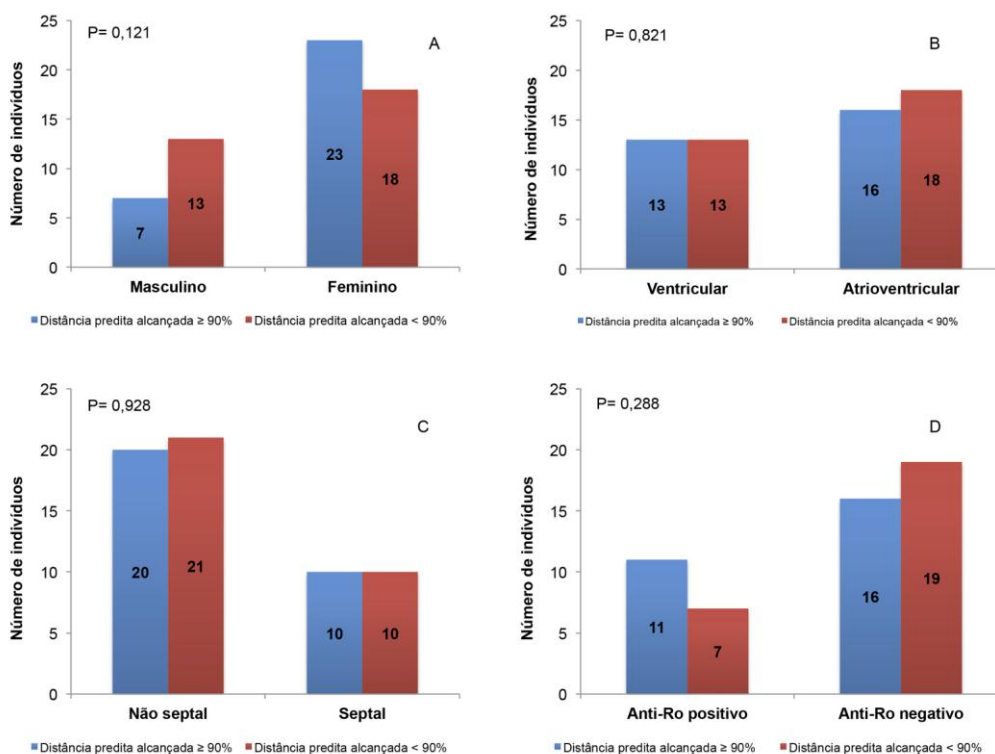 P= 0,121
A
Número de indivíduos
25
20
15
10
5
0
7
13
23
18
Masculino
Feminino
Distância predita alcançada ≥ 90%
Distância predita alcançada < 90%
P= 0,821
B
Número de indivíduos
25
20
15
10
5
0
13
13
16
18
Ventricular
Atrioventricular
Distância predita alcançada ≥ 90%
Distância predita alcançada < 90%
P= 0,928
C
Número de indivíduos
25
20
15
10
5
0
20
21
10
10
Não septal
Septal
Distância predita alcançada ≥ 90%
Distância predita alcançada < 90%
P= 0,288
D
Número de indivíduos
25
20
15
10
5
0
11
7
16
19
Anti-Ro positivo
Anti-Ro negativo
Distância predita alcançada ≥ 90%
Distância predita alcançada < 90%